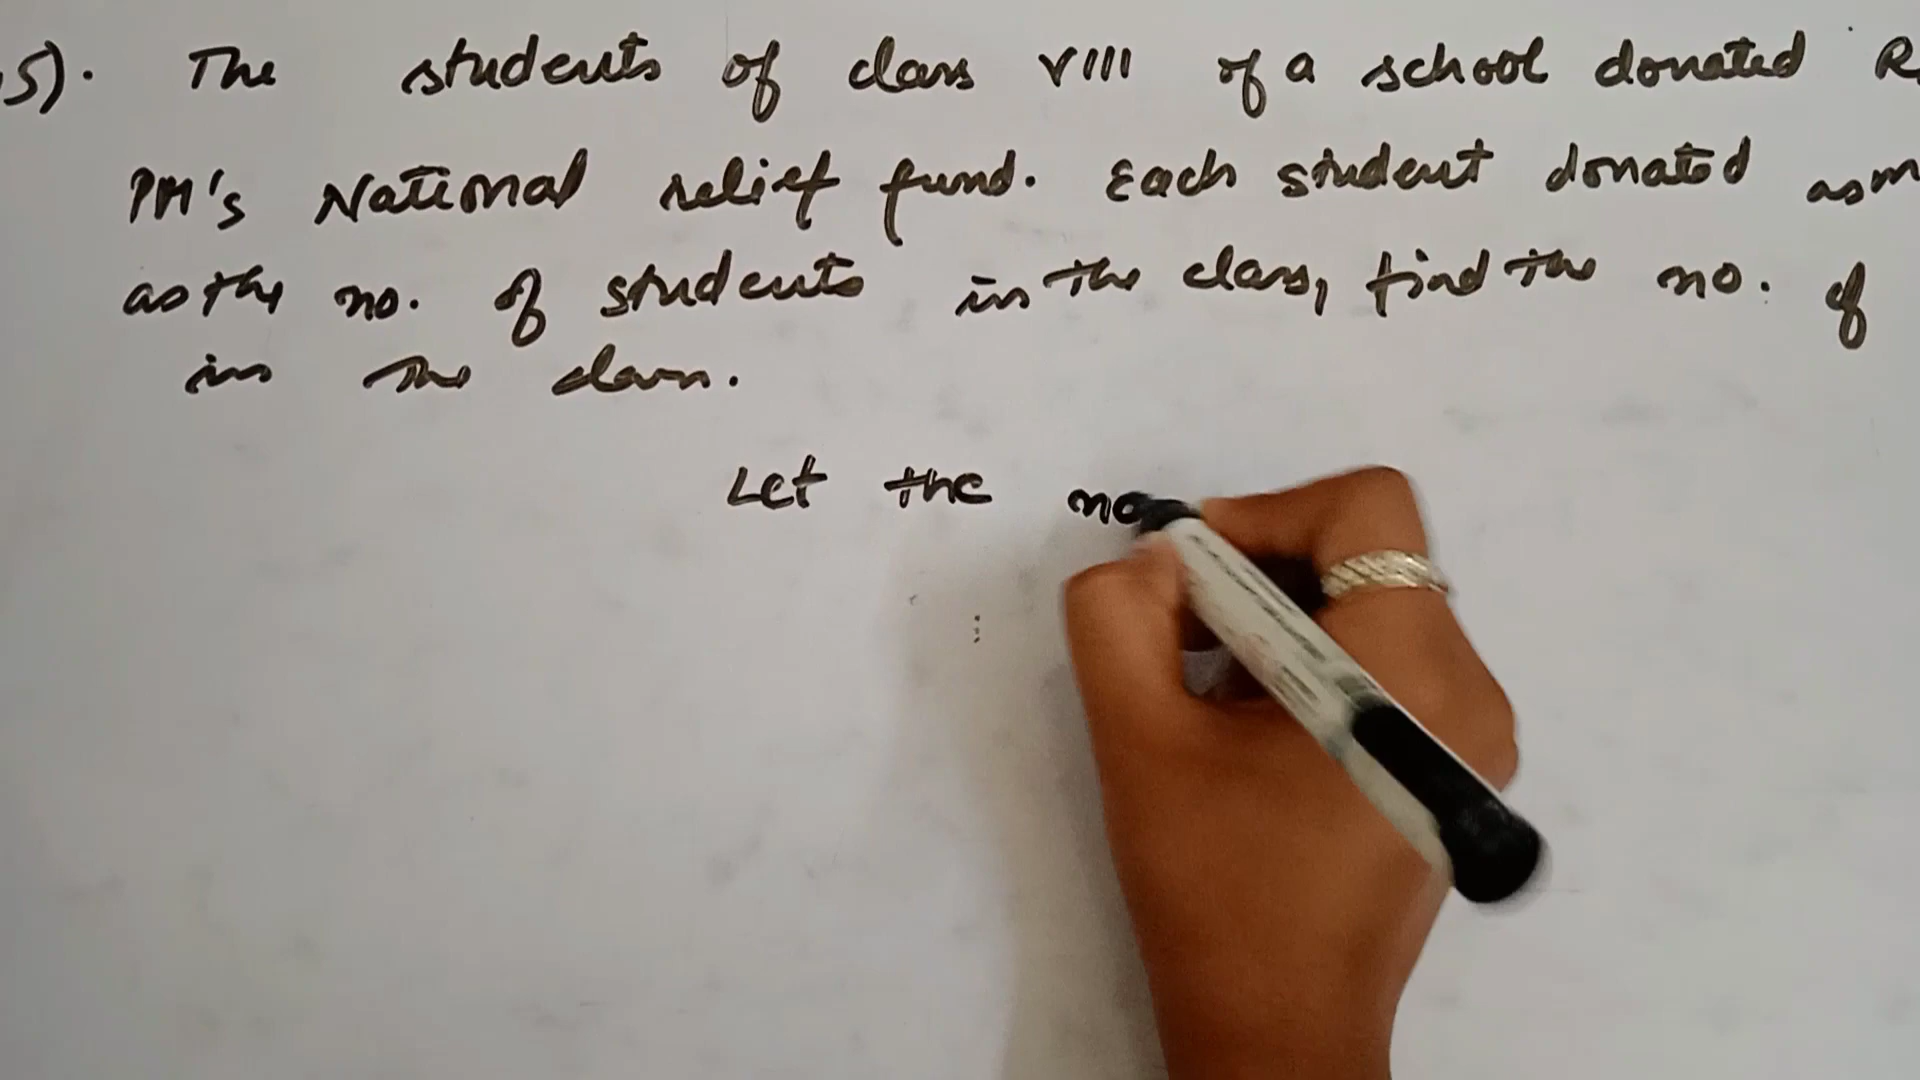 5). The students of class VIII of a school donated R
PM's National relief fund. Each student donated as m
as the no. of students in the class, find the no. of
in the class.
Let the no